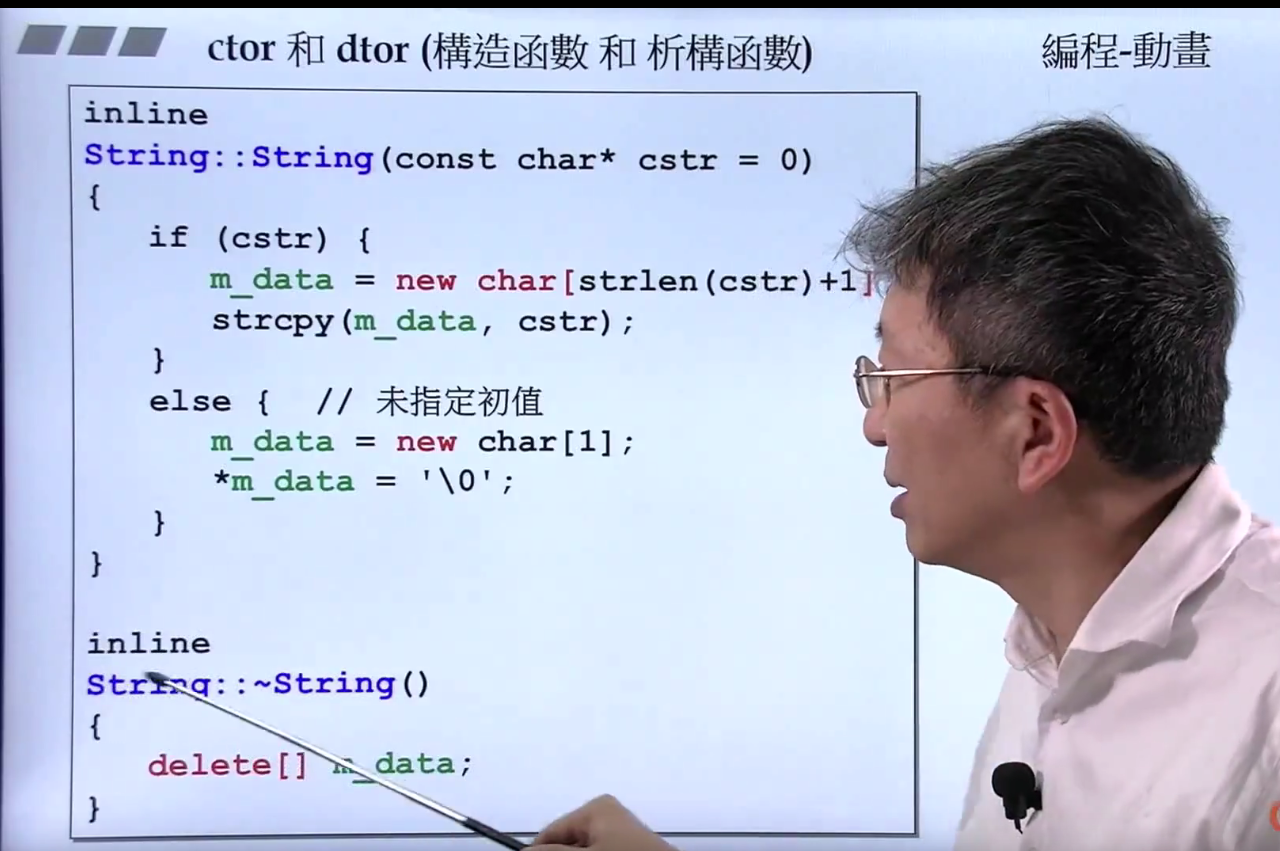 ctor 和 dtor (構造函數 和 析構函數)
編程-動畫
inline
String::String(const char* cstr = 0)
{
if (cstr) {
m_data = new char[strlen(cstr)+1]
strcpy(m_data, cstr);
}
else { // 未指定初值
m_data = new char[1];
*m_data = '\0';
}
}
inline
String::~String()
{
delete[] m_data;
}